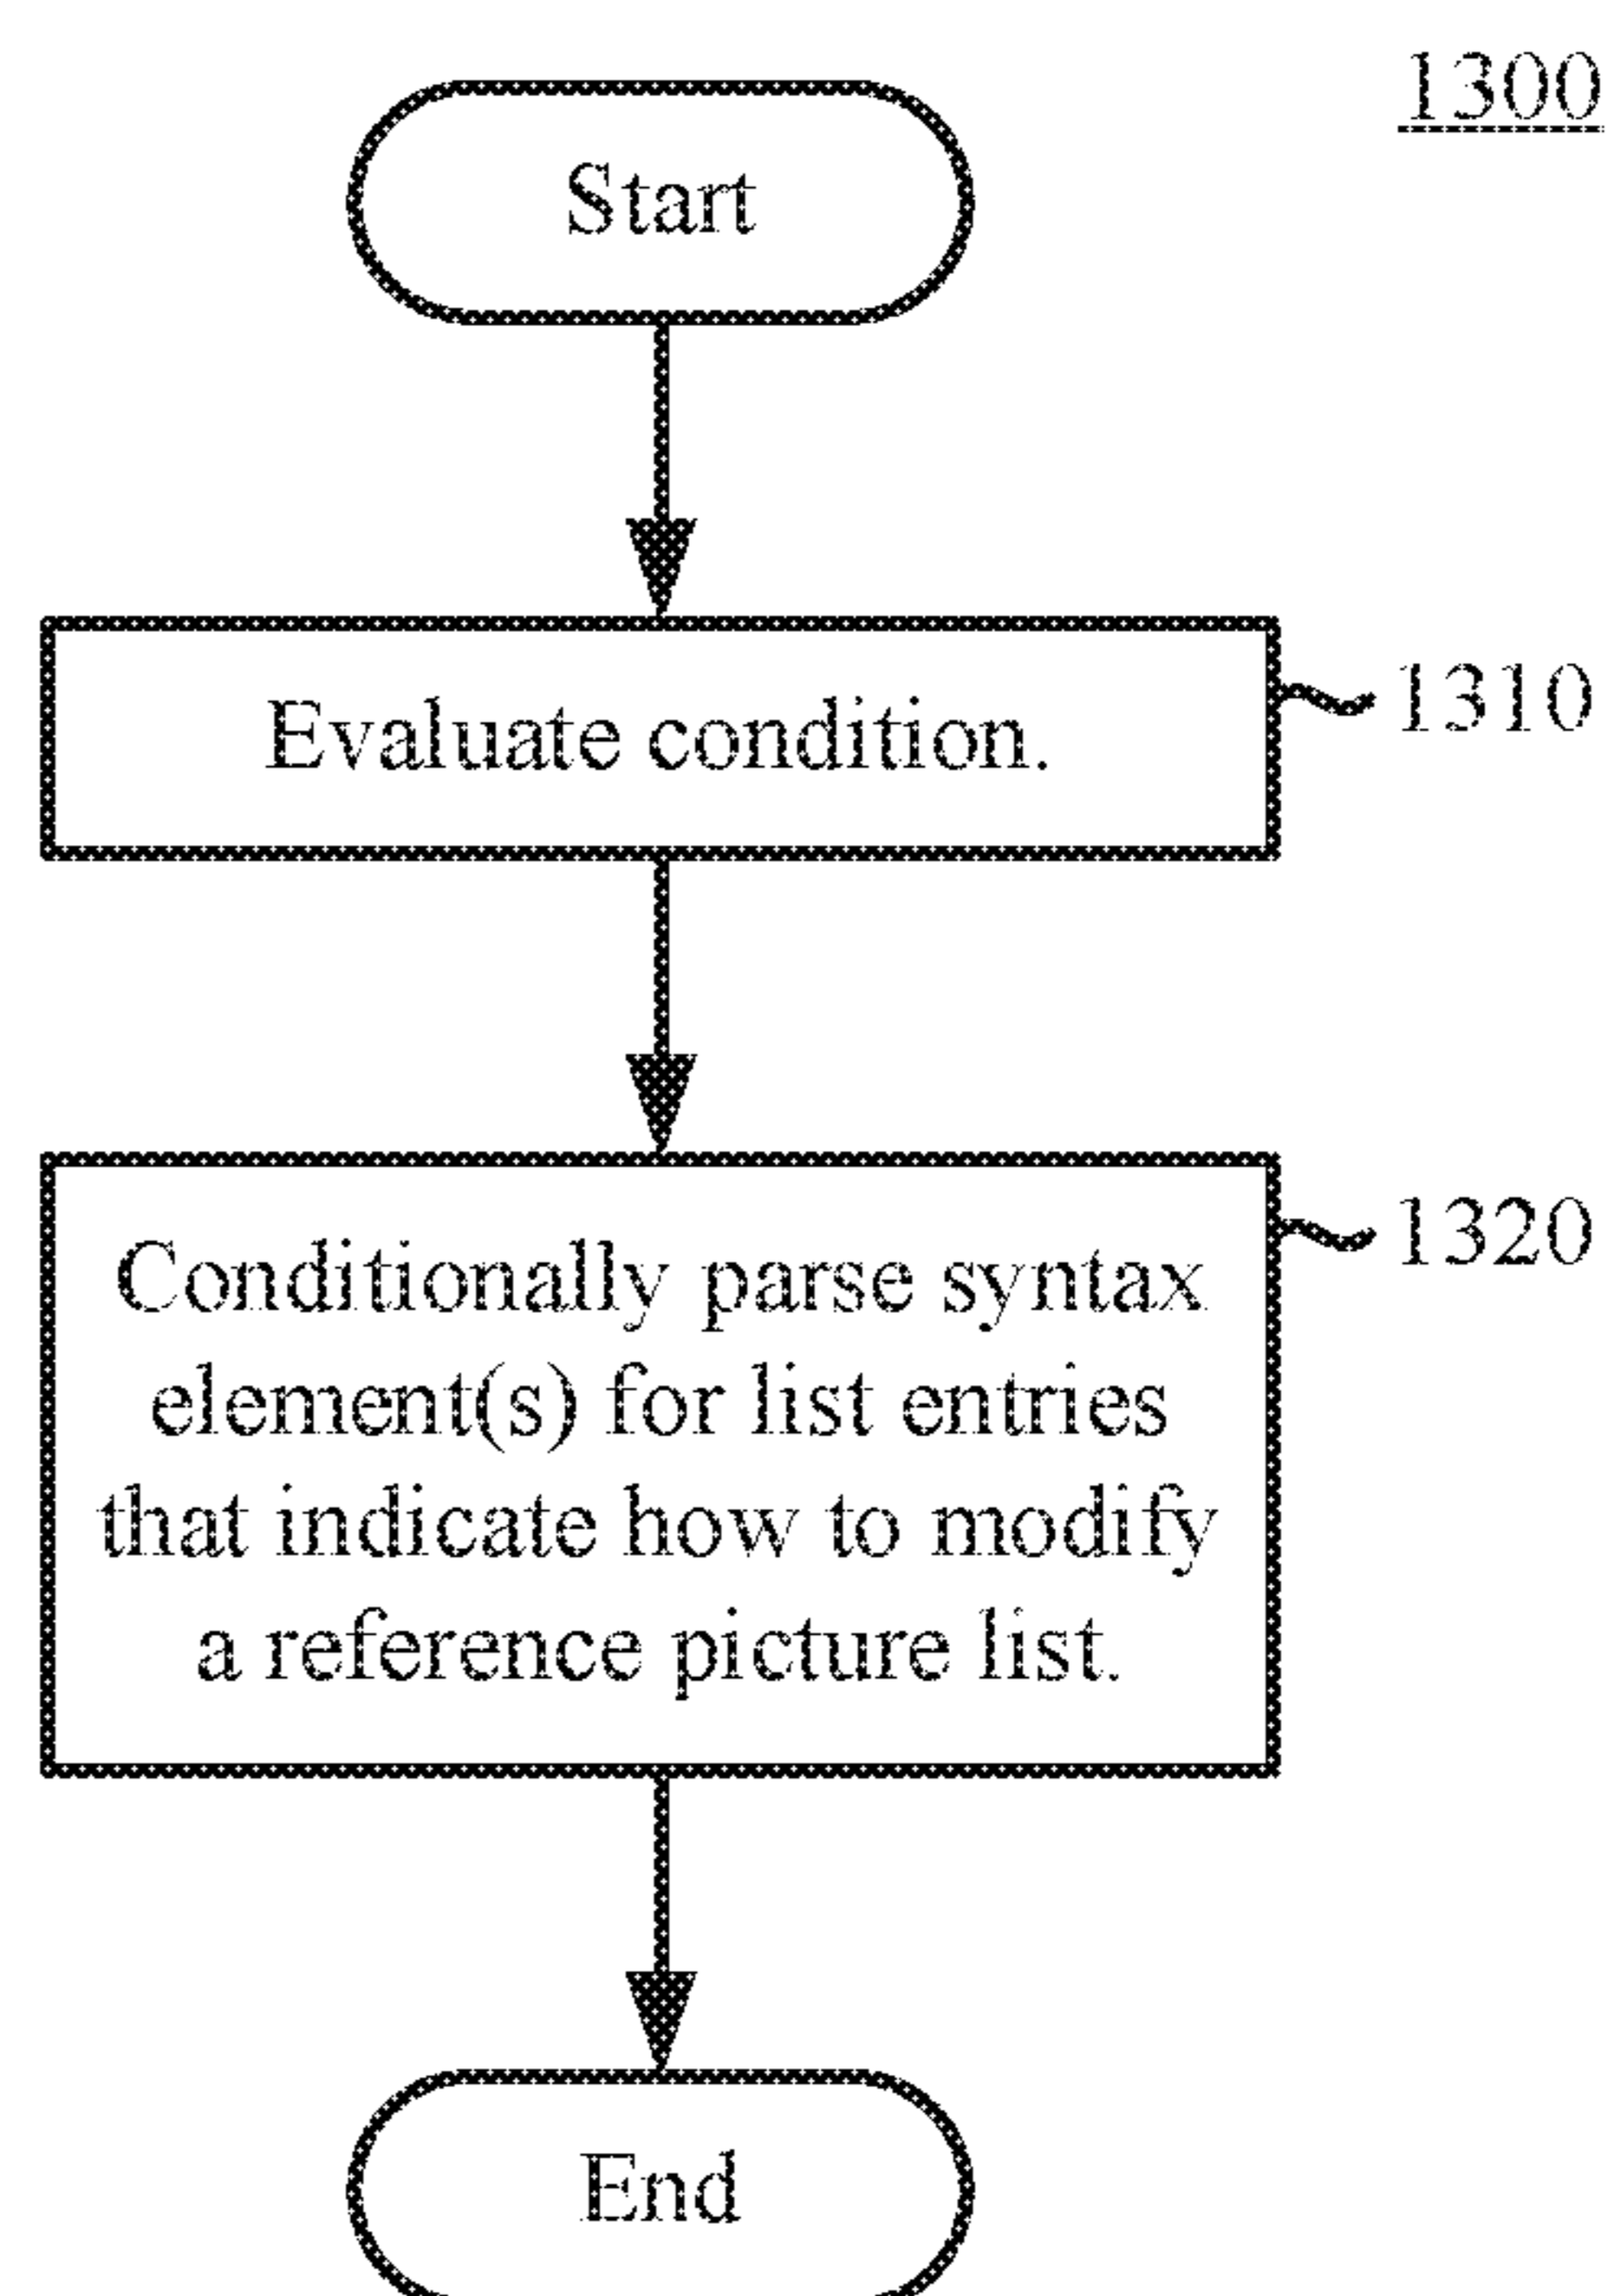 1300
Start
Evaluate condition.
1310
Conditionally parse syntax
element(s) for list entries
that indicate how to modify
a reference picture list.
1320
End